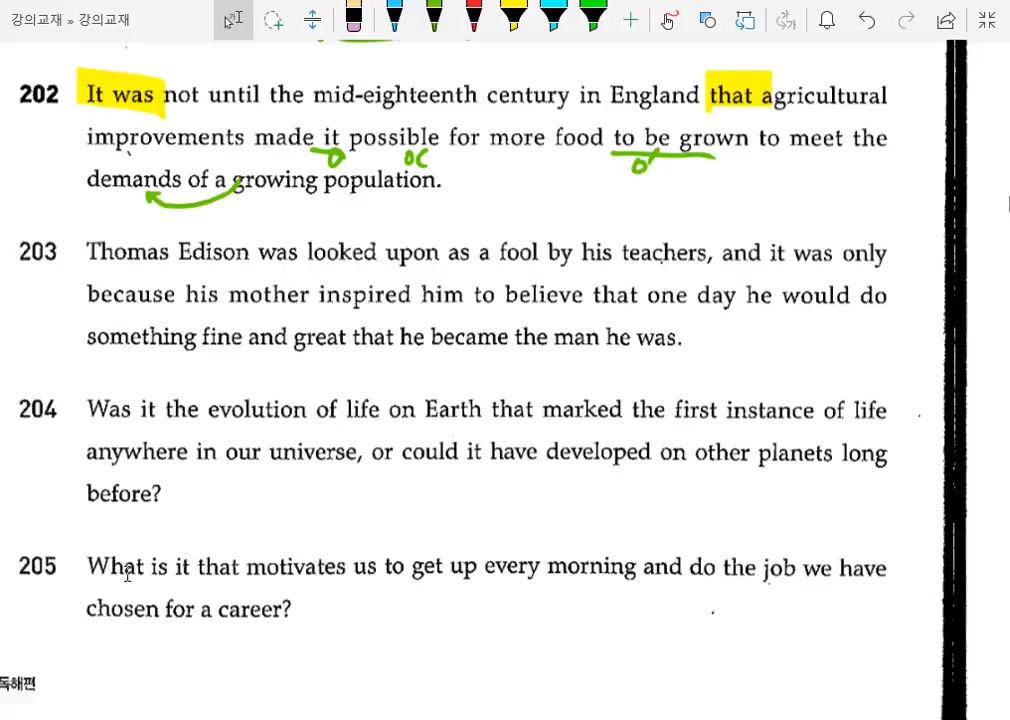 강의교재 » 강의교재
202 It was not until the mid-eighteenth century in England that agricultural
improvements made it possible for more food to be grown to meet the
O OC O'
demands of a growing population.
203 Thomas Edison was looked upon as a fool by his teachers, and it was only
because his mother inspired him to believe that one day he would do
something fine and great that he became the man he was.
204 Was it the evolution of life on Earth that marked the first instance of life
anywhere in our universe, or could it have developed on other planets long
before?
205 What is it that motivates us to get up every morning and do the job we have
chosen for a career?
독해편